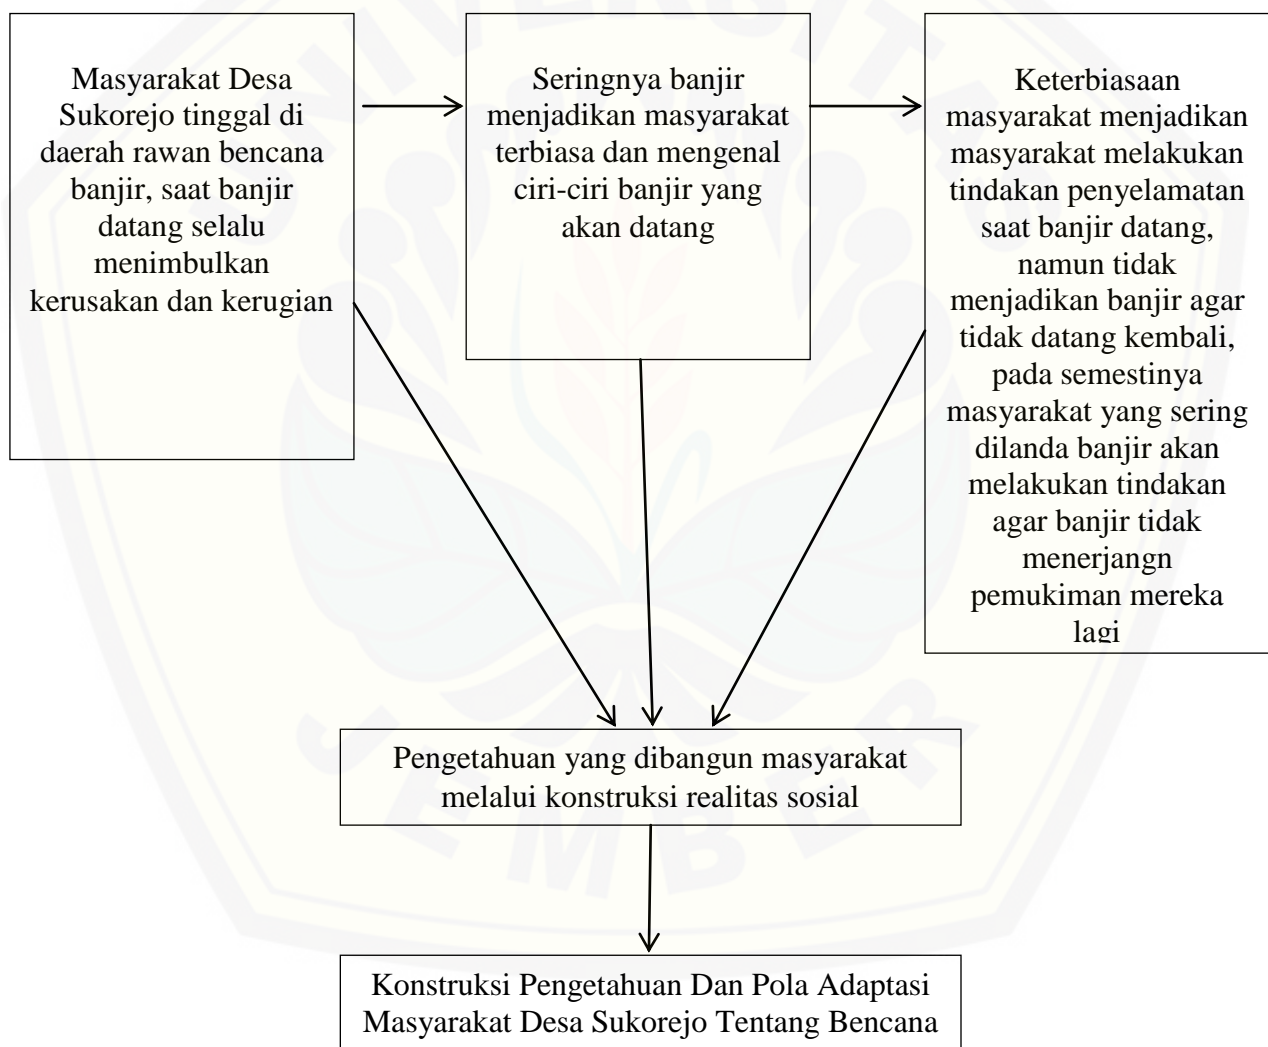 Masyarakat Desa
Sukorejo tinggal di
daerah rawan bencana
banjir, saat banjir
datang selalu
menimbulkan
kerusakan dan kerugian
Seringnya banjir
menjadikan masyarakat
terbiasa dan mengenal
ciri-ciri banjir yang
akan datang
Keterbiasaan
masyarakat menjadikan
masyarakat melakukan
tindakan penyelamatan
saat banjir datang,
namun tidak
menjadikan banjir agar
tidak datang kembali,
pada semestinya
masyarakat yang sering
dilanda banjir akan
melakukan tindakan
agar banjir tidak
menerjangn
pemukiman mereka
lagi
Pengetahuan yang dibangun masyarakat
melalui konstruksi realitas sosial
Konstruksi Pengetahuan Dan Pola Adaptasi
Masyarakat Desa Sukorejo Tentang Bencana
UNIVERSITAS
JEMBER